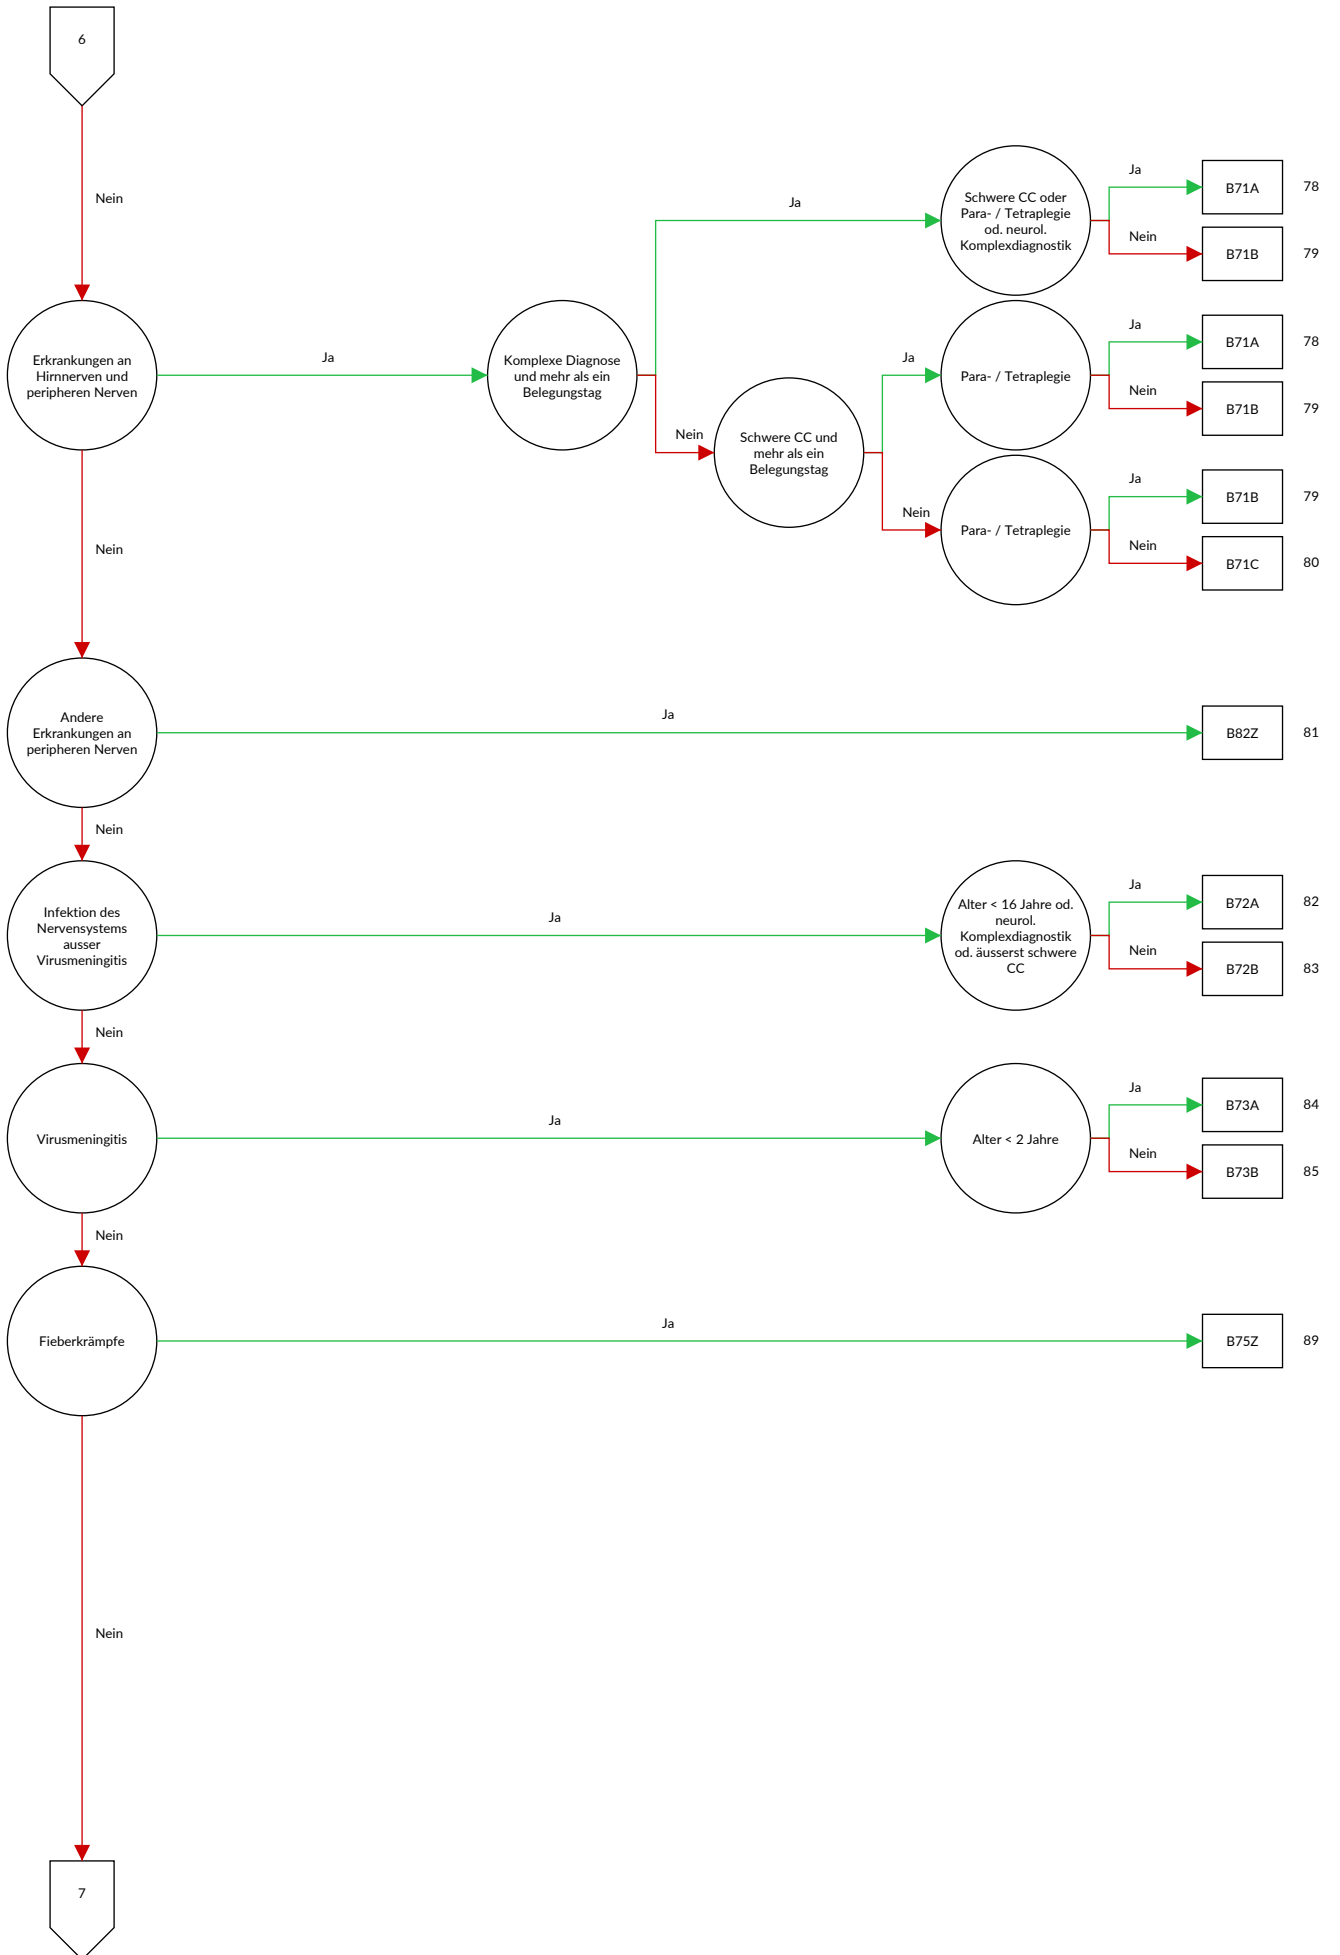 6
Nein
Ja
Schwere CC oder
Para- / Tetraplegie
od. neurol.
Komplexdiagnostik
Ja
B71A
78
Nein
B71B
79
Erkrankungen an
Hirnnerven und
peripheren Nerven
Ja
Komplexe Diagnose
und mehr als ein
Belegungstag
Nein
Schwere CC und
mehr als ein
Belegungstag
Ja
Para- / Tetraplegie
Ja
B71A
78
Nein
B71B
79
Nein
Para- / Tetraplegie
Ja
B71B
79
Nein
B71C
80
Nein
Andere
Erkrankungen an
peripheren Nerven
Ja
B82Z
81
Nein
Infektion des
Nervensystems
ausser
Virusmeningitis
Ja
Alter < 16 Jahre od.
neurol.
Komplexdiagnostik
od. äusserst schwere
CC
Ja
B72A
82
Nein
B72B
83
Nein
Virusmeningitis
Ja
Alter < 2 Jahre
Ja
B73A
84
Nein
B73B
85
Nein
Fieberkrämpfe
Ja
B75Z
89
Nein
7